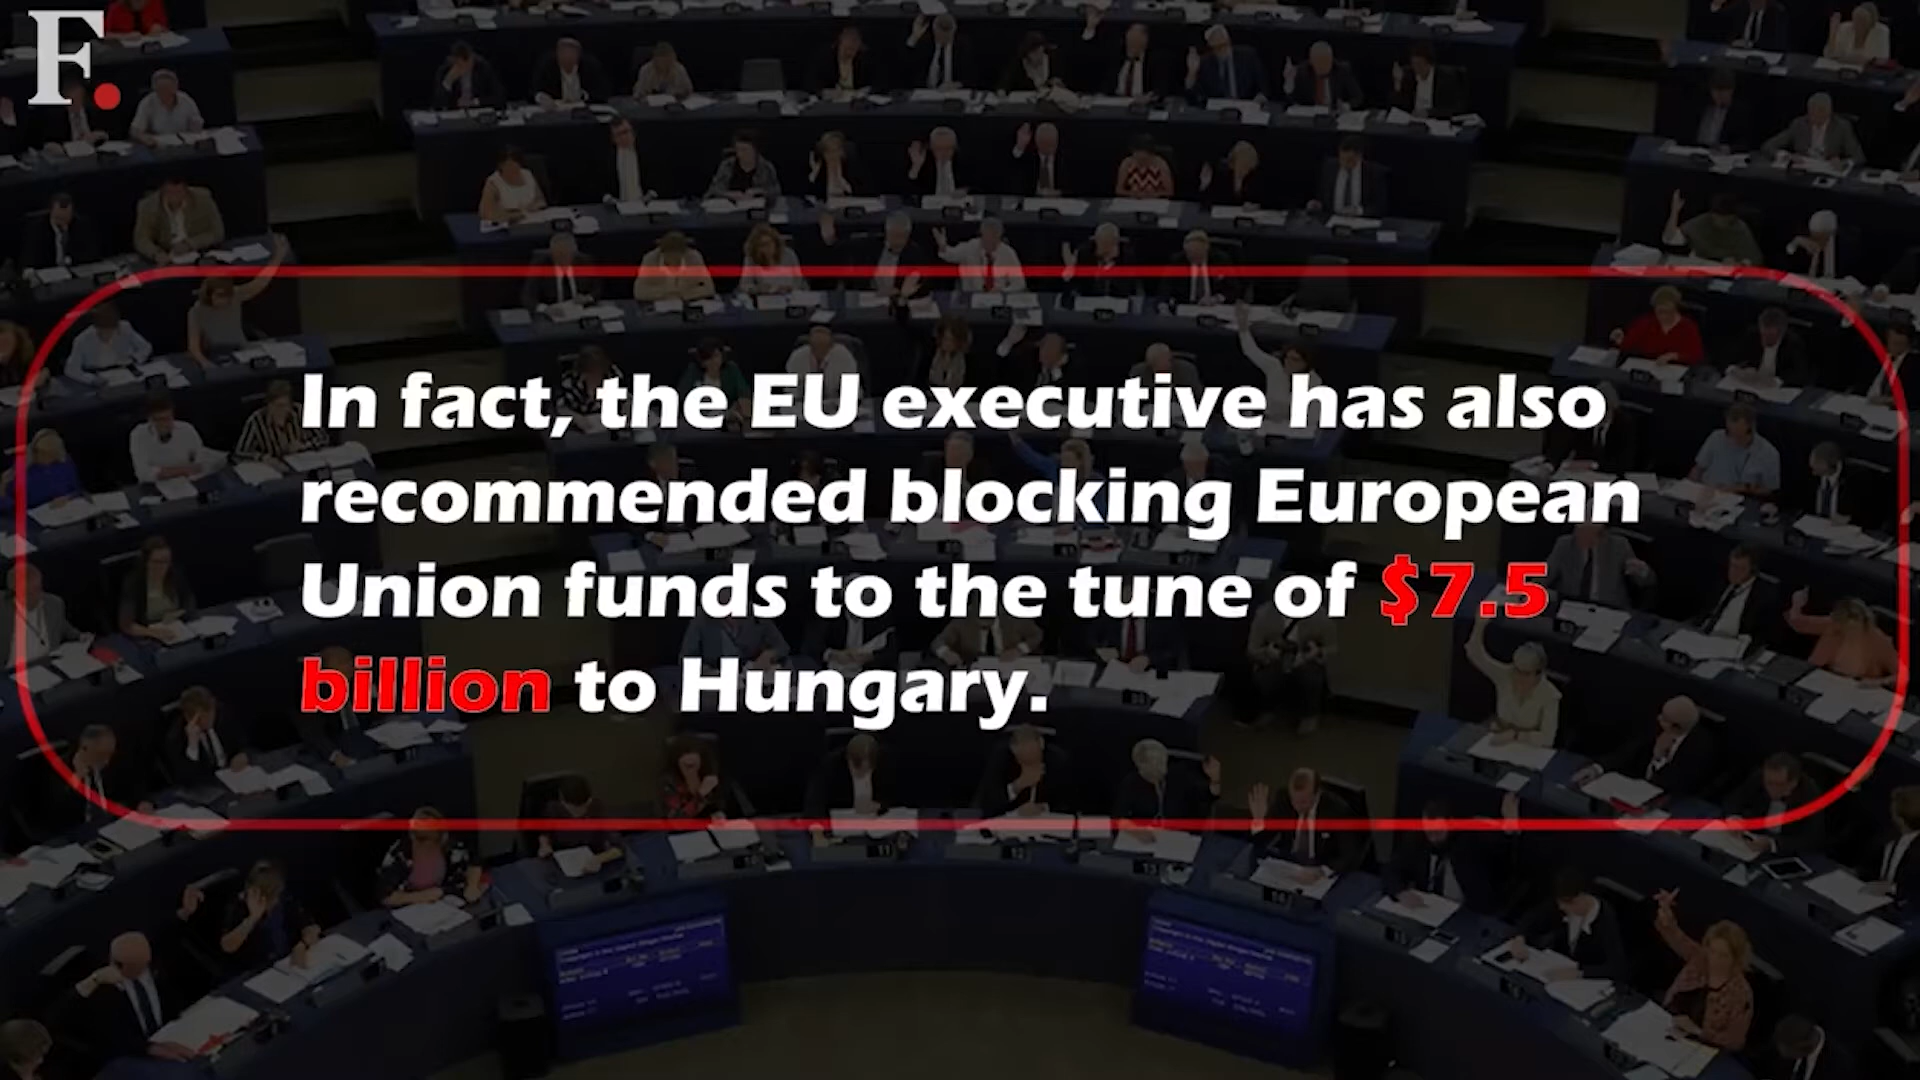 F.
In fact, the EU executive has also
recommended blocking European
Union funds to the tune of $7.5
billion to Hungary.